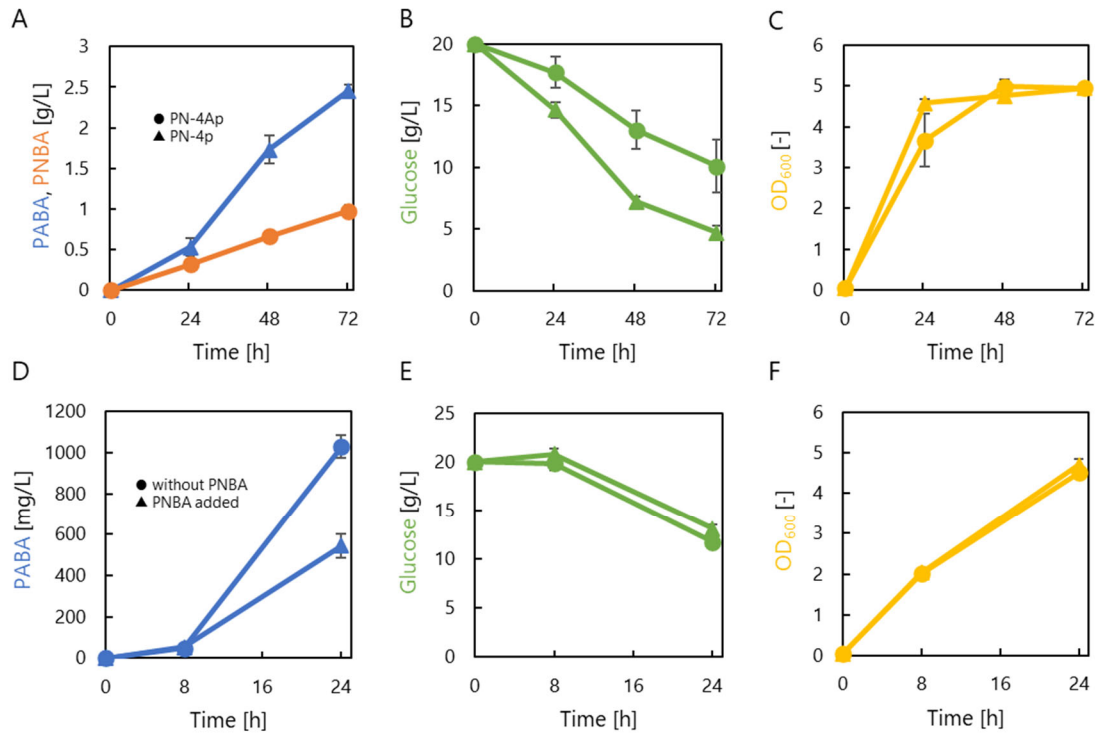 A
PABA, PNBA [g/L]
3
2.5
2
1.5
1
0.5
0
PN-4Ap
PN-4p
0 24 48 72
Time [h]
B
Glucose [g/L]
20
15
10
5
0
0 24 48 72
Time [h]
C
OD600 [-]
6
5
4
3
2
1
0
0 24 48 72
Time [h]
D
PABA [mg/L]
1200
1000
800
600
400
200
0
without PNBA
PNBA added
0 8 16 24
Time [h]
E
Glucose [g/L]
25
20
15
10
5
0
0 8 16 24
Time [h]
F
OD600 [-]
6
5
4
3
2
1
0
0 8 16 24
Time [h]